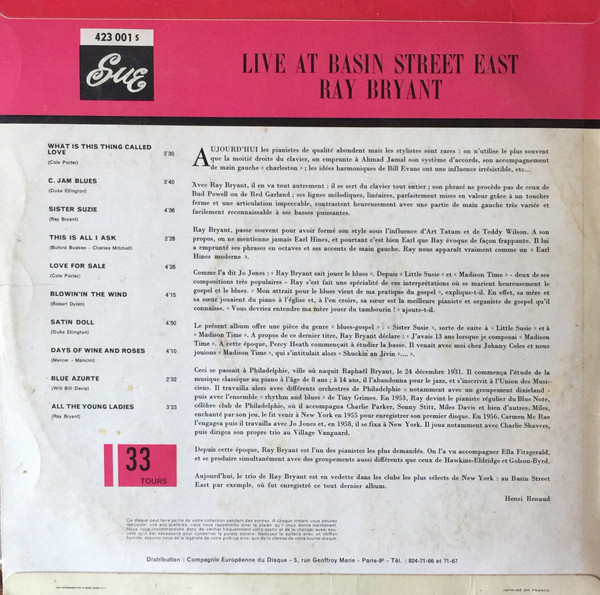 423 001 S
Sue
LIVE AT BASIN STREET EAST
RAY BRYANT
WHAT IS THIS THING CALLED
LOVE 3'30
(Cole Porter)
C. JAM BLUES 3'40
(Duke Ellington)
SISTER SUZIE 4'36
(Ray Bryant)
THIS IS ALL I ASK 2'28
(Buford Busbee - Charles Mitchell)
LOVE FOR SALE 4'26
(Cole Porter)
BLOWIN'IN THE WIND 4'15
(Robert Dylan)
SATIN DOLL 4'50
(Duke Ellington)
DAYS OF WINE AND ROSES 4'10
(Mercer - Mancini)
BLUE AZURTE 2'32
(Will Bill Davis)
ALL THE YOUNG LADIES 3'23
(Ray Bryant)
33
TOURS
AUJOURD'HUI les pianistes de qualité abondent mais les stylistes sont rares : on n'utilise le plus souvent
que la moitié droite du clavier, on emprunte à Ahmad Jamal son système d'accords, son accompagnement
de main gauche « charleston » ; les idées harmoniques de Bill Evans ont une influence irrésistible, etc...
Avec Ray Bryant, il en va tout autrement : il se sert du clavier tout entier ; son phrasé ne procède pas de ceux de
Bud Powell ou de Red Garland ; ses lignes mélodiques, linéaires, parfaitement mises en valeur grâce à un toucher
ferme et une articulation impeccable, contrastent heureusement avec une partie de main gauche très variée et
facilement reconnaissable à ses basses puissantes.
Ray Bryant, passe souvent pour avoir formé son style sous l'influence d'Art Tatum et de Teddy Wilson. A son
propos, on ne mentionne jamais Earl Hines, et pourtant c'est bien Earl que Ray évoque de façon frappante. Il lui
a emprunté ses phrases en octaves et ses accents de main gauche. Ray nous apparaît vraiment comme un « Earl
Hines moderne ».
Comme l'a dit Jo Jones : « Ray Bryant sait jouer le blues ». Depuis « Little Susie » et « Madison Time » - deux de ses
compositions très populaires - Ray s'est fait une spécialité de ces interprétations où se marient heureusement le
gospel et le blues. « Mon attrait pour le blues vient de ma pratique du gospel », explique-t-il. En effet, sa mère et
sa sœur jouaient du piano à l'église et, à l'en croire, sa sœur est la meilleure pianiste et organiste de gospel qu'il
connaisse. « Vous devriez entendre ma mère jouer du tambourin ! » ajoute-t-il.
Le présent album offre une pièce du genre « blues-gospel » : « Sister Susie », sorte de suite à « Little Susie » et à
« Madison Time ». A propos de ce dernier titre, Ray Bryant déclare : « J'avais 13 ans lorsque je composai « Madison
Time ». A cette époque, Percy Heath commençait à étudier la basse. Il venait avec moi chez Johnny Coles et nous
jouions « Madison Time », qui s'intitulait alors « Shuckin' an Jivin ».... ».
Ceci se passait à Philadelphie, ville où naquit Raphaël Bryant, le 24 décembre 1931. Il commença l'étude de la
musique classique au piano à l'âge de 8 ans ; à 14 ans, il l'abandonna pour le jazz, et s'inscrivit à l'Union des Musi-
ciens. Il travailla alors avec différents orchestres de Philadelphie « notamment avec un groupement dixieland -
puis avec l'ensemble « rhythm and blues » de Tiny Grimes. En 1953, Ray devint le pianiste régulier du Blue Note,
célèbre club de Philadelphie, où il accompagna Charlie Parker, Sonny Stitt, Miles Davis et bien d'autres. Miles,
enchanté par son jeu, le fit venir à New York en 1955 pour enregistrer son premier disque. En 1956, Carmen Mc Rae
l'engagea puis il travailla avec Jo Jones et, en 1958, il se fixa à New York. Il joua notamment avec Charlie Shavers,
puis dirigea son propre trio au Village Vanguard.
Depuis cette époque, Ray Bryant est l'un des pianistes les plus demandés. On l'a vu accompagner Ella Fitzgerald,
et se produire simultanément avec des groupements aussi différents que ceux de Hawkins-Eldridge et Golson-Byrd.
Aujourd'hui, le trio de Ray Bryant est en vedette dans les clubs les plus sélects de New York : au Basin Street
East par exemple, où fut enregistré ce tout dernier album.
Henri Renaud
Ce disque peut faire partie de votre collection pendant des années. A chaque instant vous pouvez
Distribution : Compagnie Européenne du Disque - 5, rue Geoffroy Marie - Paris-9e - Tél. : 824-71-66 et 71-67
IMPRIMÉ EN FRANCE